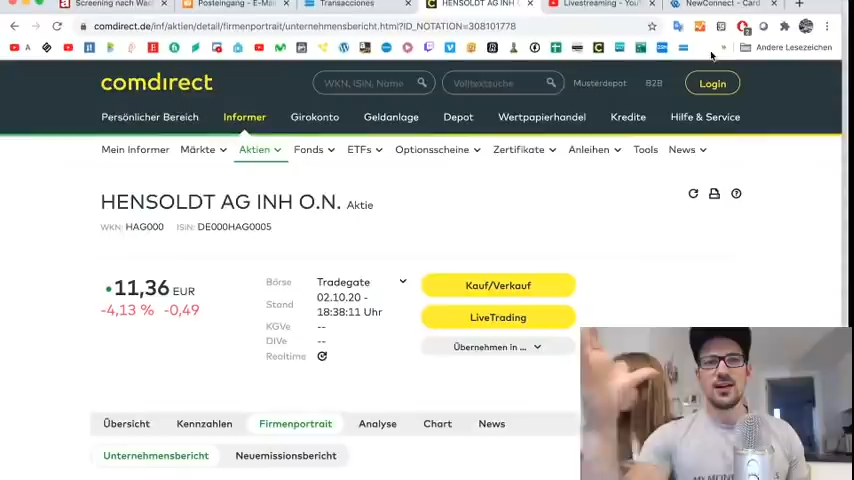 Screening nach Wac
Posteingang - E-Ma
Transacciones
HENSOLDT AG INH
Livestreaming - You
NewConnect - Card
comdirect.de/inf/aktien/detail/firmenportrait/unternehmensbericht.html?ID_NOTATION=308101778
Andere Lesezeichen
comdirect
WKN, ISIN, Name
Volltextsuche
Musterdepot
B2B
Login
Persönlicher Bereich
Informer
Girokonto
Geldanlage
Depot
Wertpapierhandel
Kredite
Hilfe & Service
Mein Informer
Märkte
Aktien
Fonds
ETFs
Optionsscheine
Zertifikate
Anleihen
Tools
News
HENSOLDT AG INH O.N. Aktie
WKN: HAG000 ISIN: DE000HAG0005
11,36 EUR
-4,13 % -0,49
Börse Tradegate
Stand 02.10.20 -
18:38:11 Uhr
KGVe --
DIVe --
Realtime
Kauf/Verkauf
LiveTrading
Übernehmen in ...
Übersicht
Kennzahlen
Firmenportrait
Analyse
Chart
News
Unternehmensbericht
Neuemissionsbericht